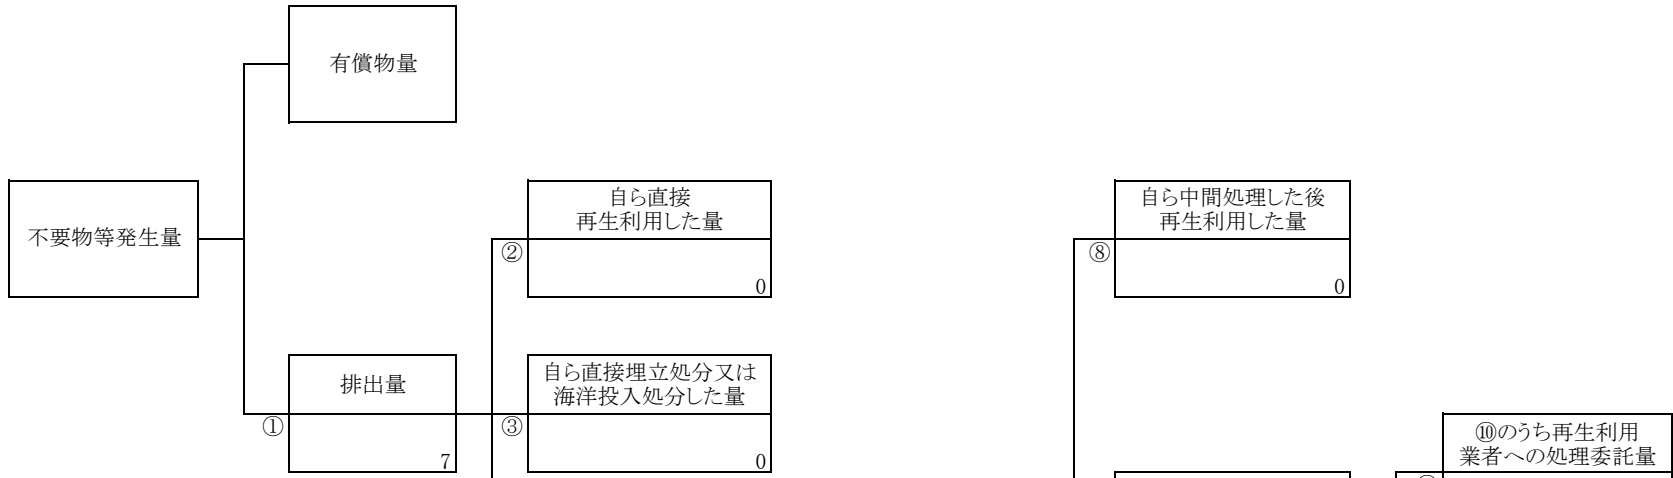 有償物量
不要物等発生量
自ら直接
再生利用した量
②
0
自ら中間処理した後
再生利用した量
⑧
0
排出量
①
7
自ら直接埋立処分又は
海洋投入処分した量
③
0
⑩のうち再生利用
業者への処理委託量